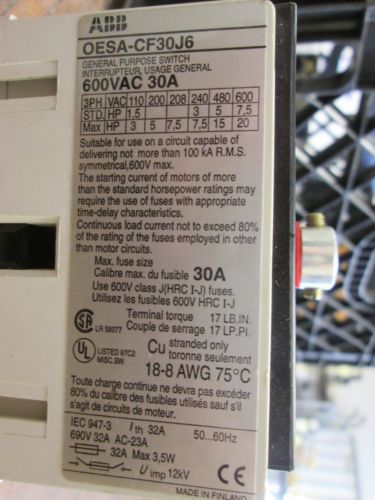 ABB
OESA-CF30J6
GENERAL PURPOSE SWITCH
INTERRUPTEUR, USAGE GENERAL
600VAC 30A
3PH. VAC 110 200 208 240 480 600
STD. HP 1,5 3 5 7,5
Max HP 3 5 7,5 7,5 15 20
Suitable for use on a circuit capable of
delivering not more than 100 kA R.M.S.
symmetrical,600V max.
The starting current of motors of more
than the standard horsepower ratings may
require the use of fuses with appropriate
time-delay characteristics.
Continuous load current not to exceed 80%
of the rating of the fuses employed in other
than motor circuits.
Max. fuse size
Calibre max. du fusible 30A
Use 600V class J(HRC I-J) fuses.
Utilisez les fusibles 600V HRC I-J
SA LR 58077
Terminal torque 17 LB.IN.
Couple de serrage 17 LP.PI.
UL LISTED 97C2
MISC.SW
Cu stranded only
toronne seulement
18-8 AWG 75°C
Toute charge continue ne devra pas excéder
80% du calibre des fusibles utilisés sauf s'il
s'agit de circuits de moteur.
IEC 947-3 Ith 32A 50...60Hz
690V 32A AC-23A
32A Max 3,5W
U imp 12kV
CE
MADE IN FINLAND